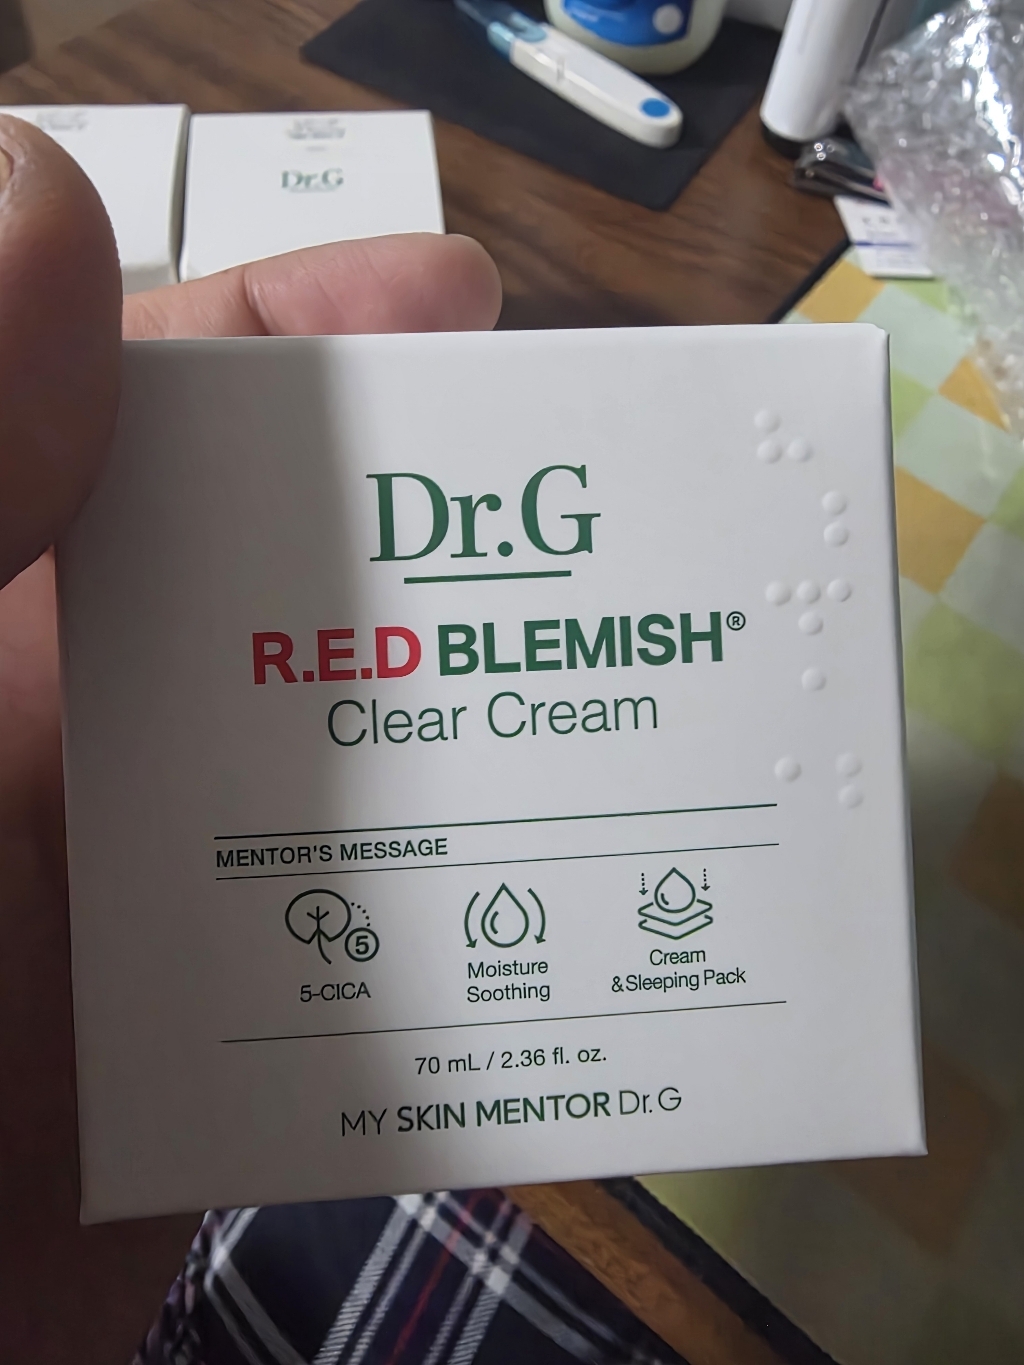 Dr.G
Dr.G
R.E.D BLEMISH®
Clear Cream
MENTOR'S MESSAGE
5
5-CICA
Moisture
Soothing
Cream
&Sleeping Pack
70 mL / 2.36 fl. oz.
MY SKIN MENTOR Dr.G